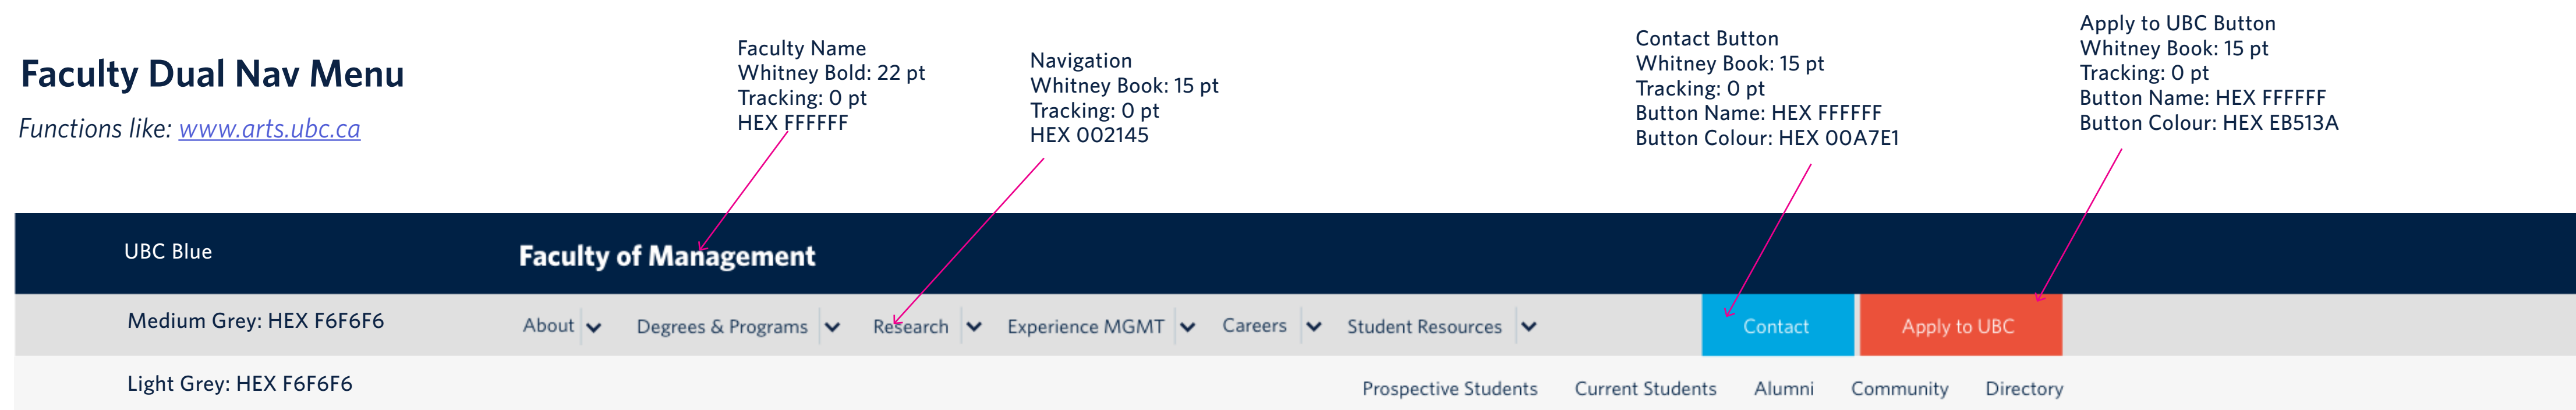 Faculty Dual Nav Menu
Functions like: www.arts.ubc.ca
Faculty Name
Whitney Bold: 22 pt
Tracking: 0 pt
HEX FFFFFF
Navigation
Whitney Book: 15 pt
Tracking: 0 pt
HEX 002145
Contact Button
Whitney Book: 15 pt
Tracking: 0 pt
Button Name: HEX FFFFFF
Button Colour: HEX 00A7E1
Apply to UBC Button
Whitney Book: 15 pt
Tracking: 0 pt
Button Name: HEX FFFFFF
Button Colour: HEX EB513A
UBC Blue
Faculty of Management
Medium Grey: HEX F6F6F6
About Degrees & Programs Research Experience MGMT Careers Student Resources Contact Apply to UBC
Light Grey: HEX F6F6F6
Prospective Students Current Students Alumni Community Directory